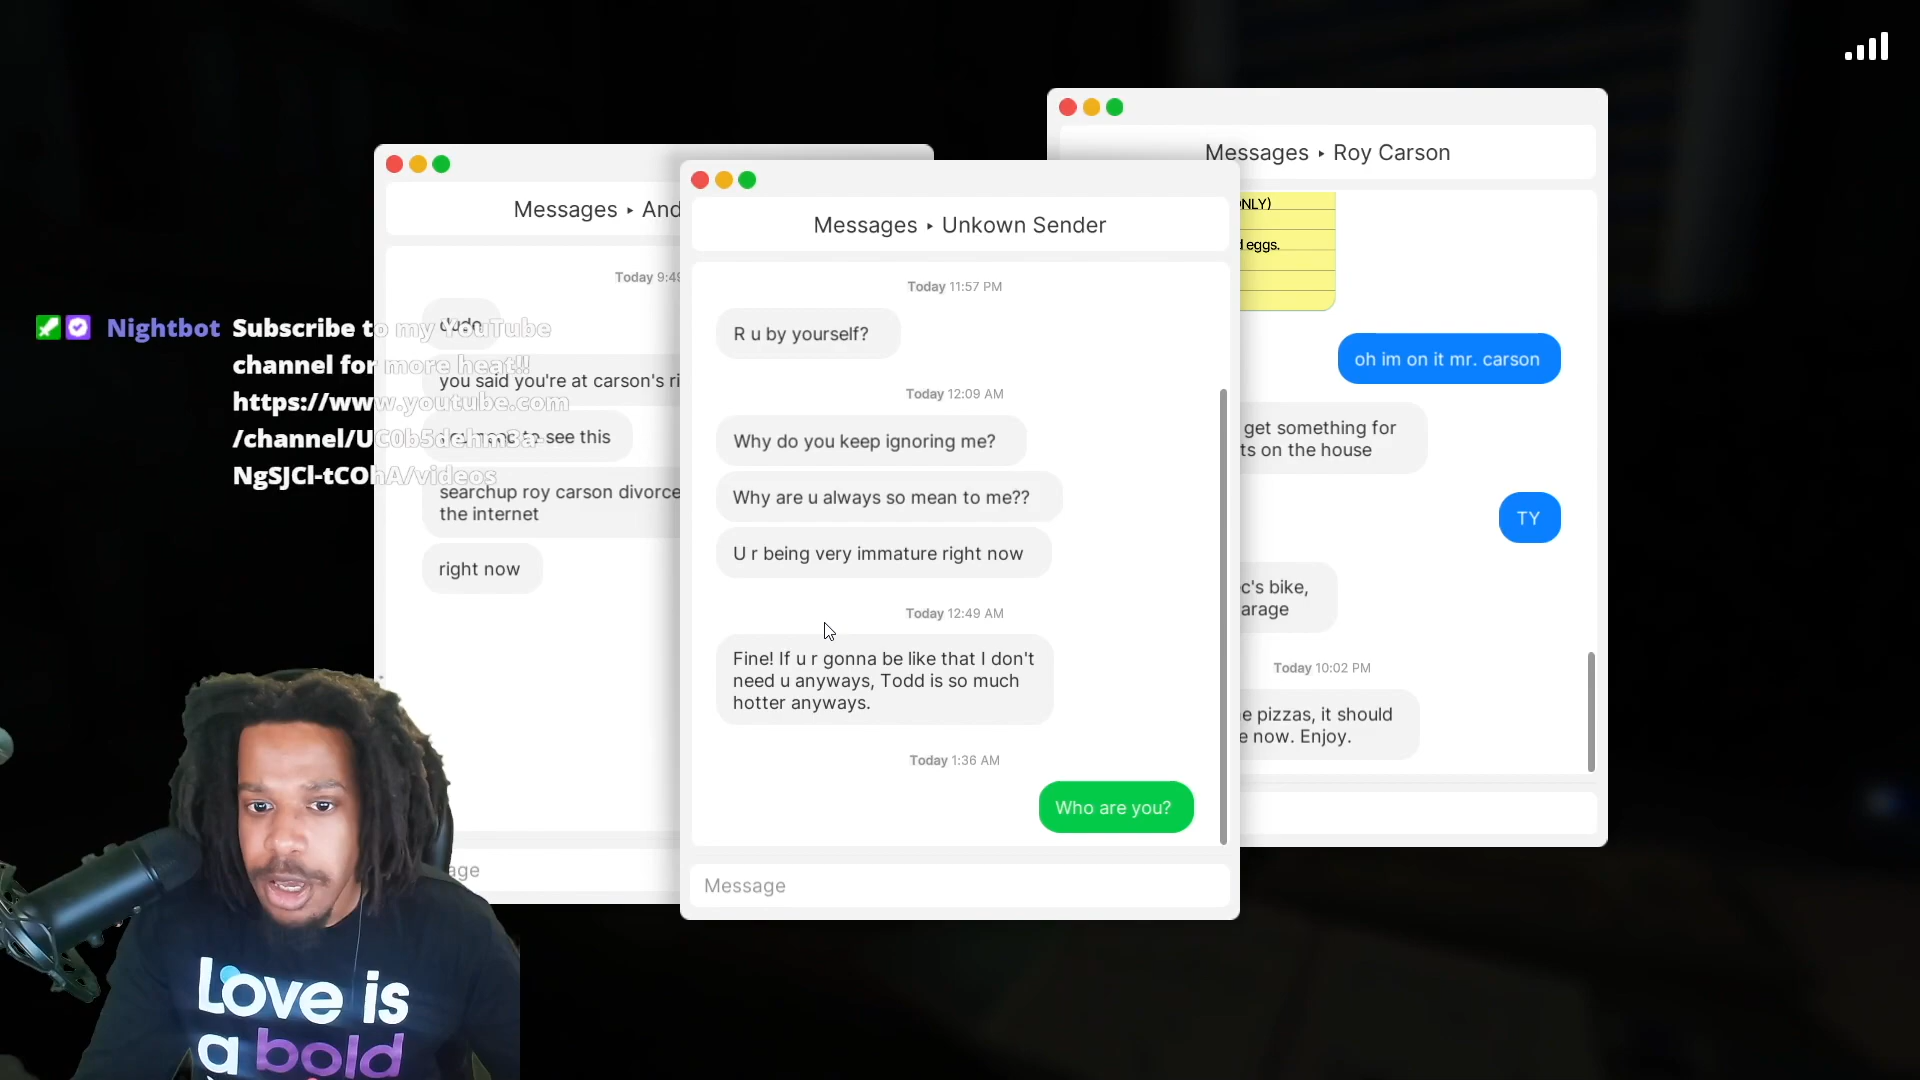 Nightbot Subscribe to my YouTube
channel for more heat!!
https://www.youtube.com
/channel/UC0b5dehm3a-
NgSJCl-tCOhA/videos
Messages ‣ And
Today 9:49
dude
you said you're at carson's ri
you need to see this
searchup roy carson divorce
the internet
right now
age
Messages ‣ Unkown Sender
Today 11:57 PM
R u by yourself?
Today 12:09 AM
Why do you keep ignoring me?
Why are u always so mean to me??
U r being very immature right now
Today 12:49 AM
Fine! If u r gonna be like that I don't
need u anyways, Todd is so much
hotter anyways.
Today 1:36 AM
Who are you?
Message
Messages ‣ Roy Carson
NLY)
d eggs.
oh im on it mr. carson
get something for
ts on the house
TY
c's bike,
arage
Today 10:02 PM
e pizzas, it should
e now. Enjoy.
Love is
a bold